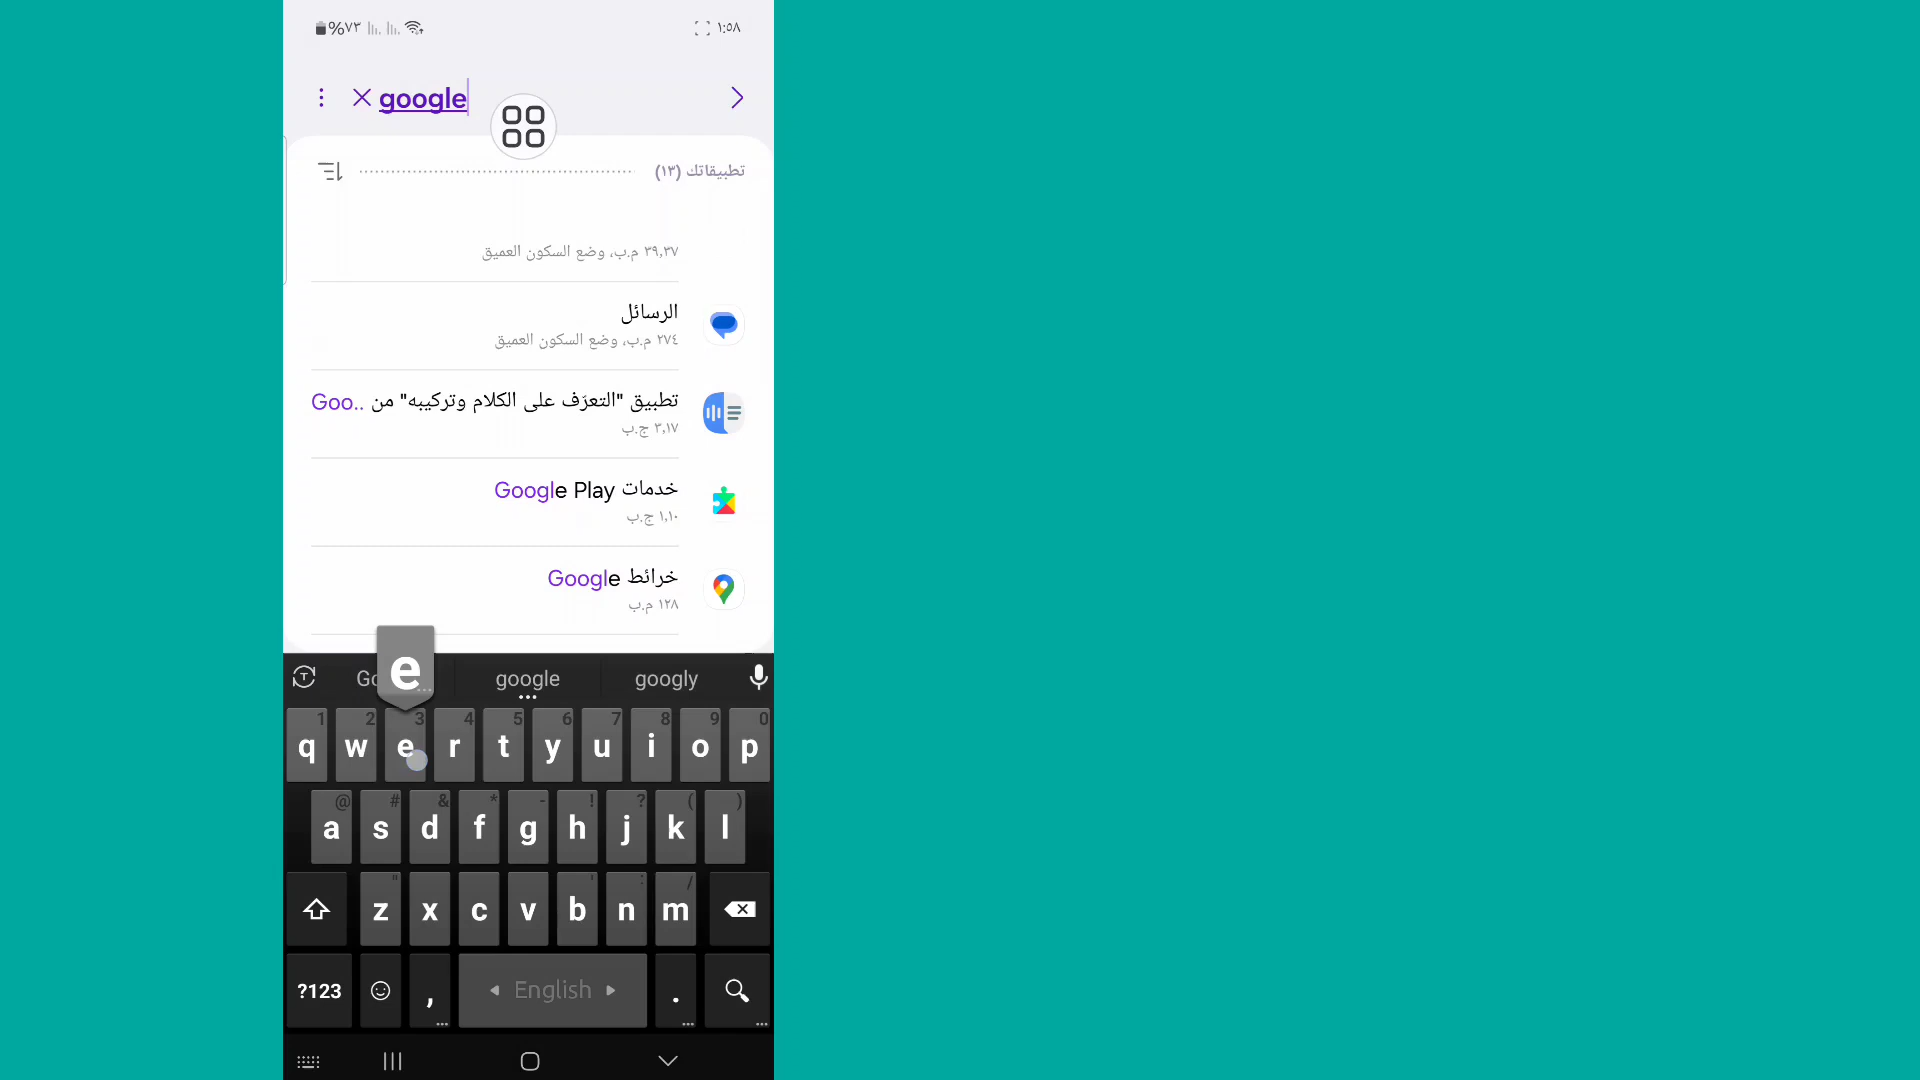 %٧٣ ١:٥٨
google
تطبيقاتك (١٣)
٣٩,٣٧ م.ب، وضع السكون العميق
الرسائل
٢٧٤ م.ب، وضع السكون العميق
تطبيق "التعرّف على الكلام وتركيبه" من Goo..
٣,١٧ ج.ب
خدمات Google Play
١,١٠ ج.ب
خرائط Google
١٢٨ م.ب
e
google googly
1 2 3 4 5 6 7 8 9 0
q w e r t y u i o p
@ # & * - ! ? ( )
a s d f g h j k l
" ' : /
z x c v b n m
?123 , English .